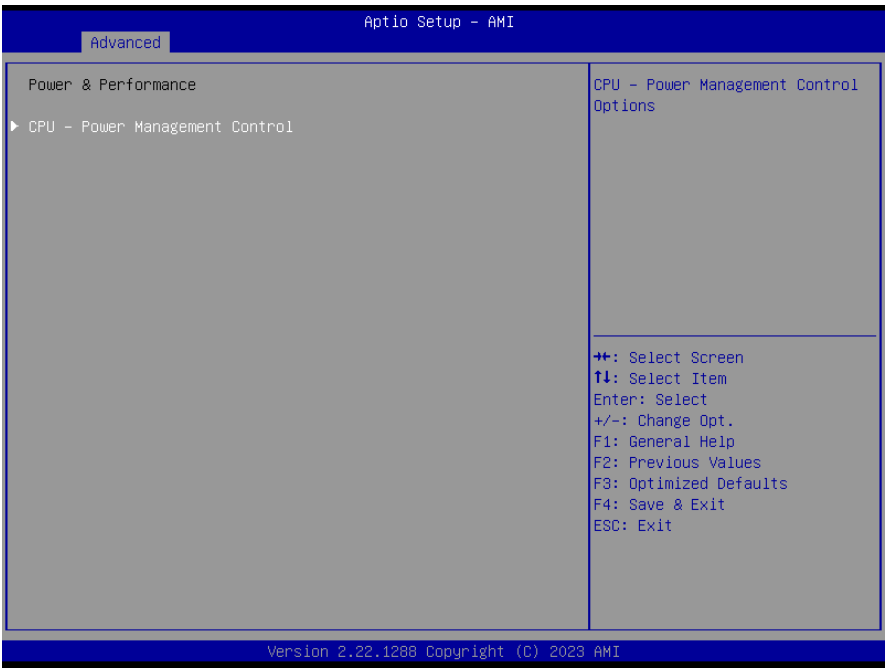 Aptio Setup – AMI
Advanced
Power & Performance
CPU – Power Management Control
CPU – Power Management Control
Options
→←: Select Screen
↑↓: Select Item
Enter: Select
+/-: Change Opt.
F1: General Help
F2: Previous Values
F3: Optimized Defaults
F4: Save & Exit
ESC: Exit
Version 2.22.1288 Copyright (C) 2023 AMI